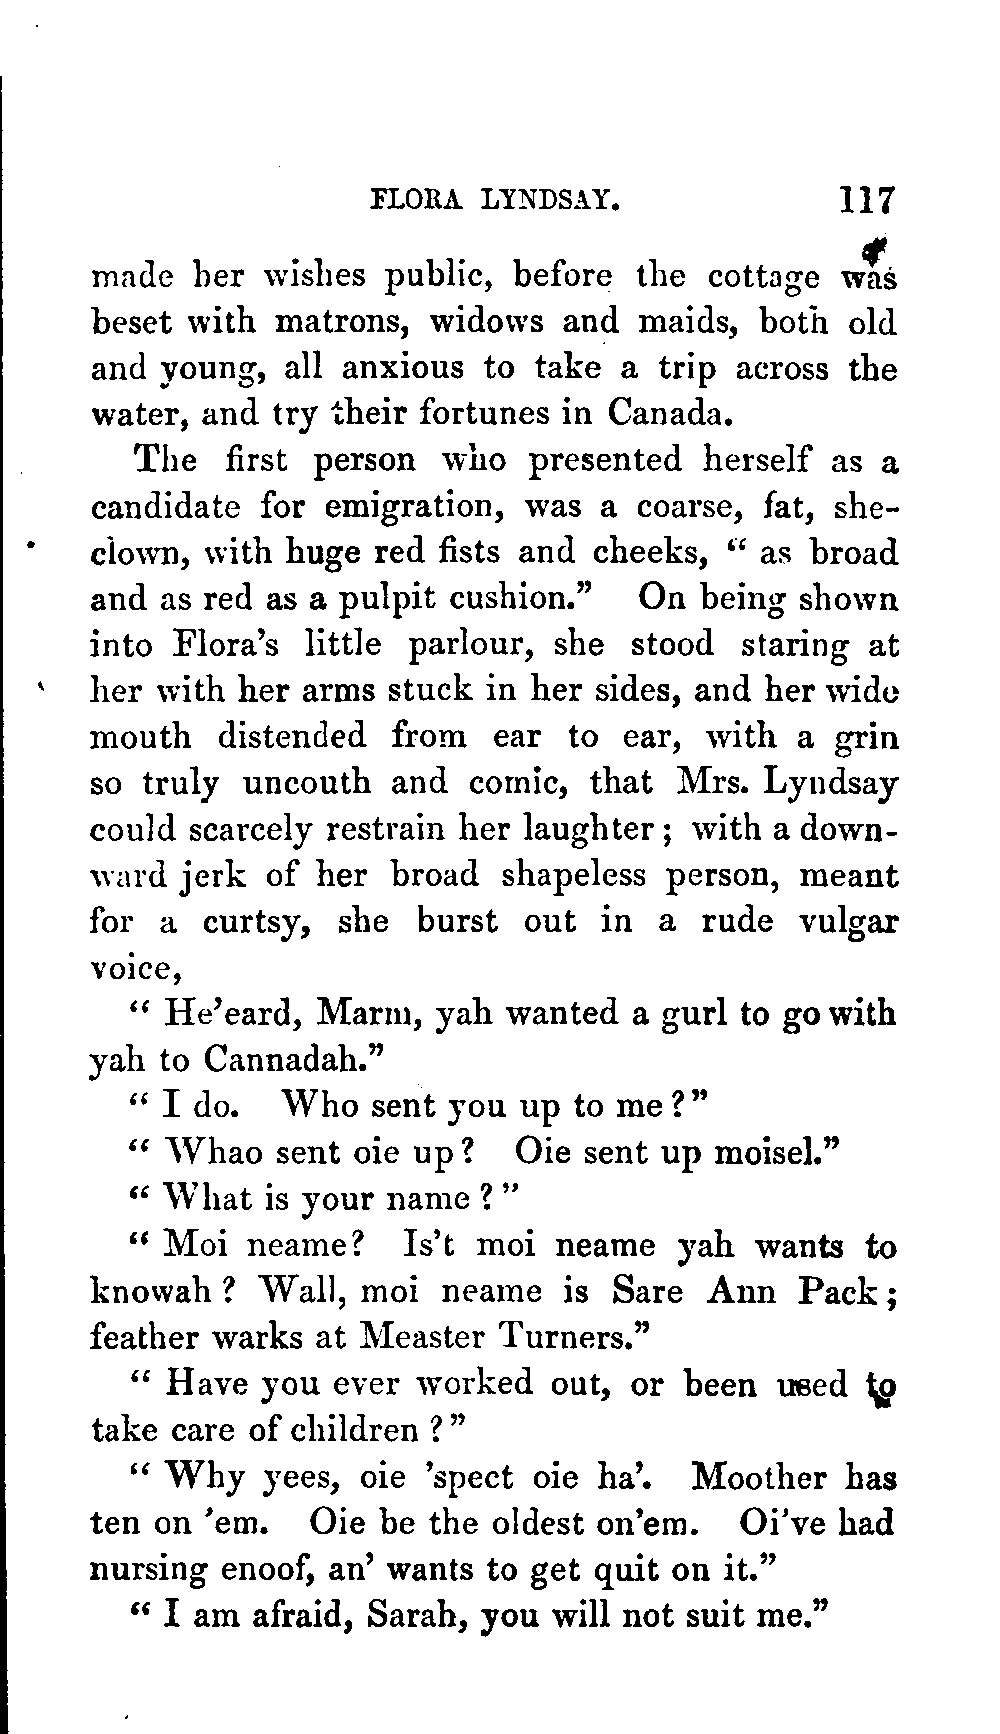 FLORA LYNDSAY. 117
made her wishes public, before the cottage was
beset with matrons, widows and maids, both old
and young, all anxious to take a trip across the
water, and try their fortunes in Canada.
The first person who presented herself as a
candidate for emigration, was a coarse, fat, she-
clown, with huge red fists and cheeks, “ as broad
and as red as a pulpit cushion.” On being shown
into Flora’s little parlour, she stood staring at
her with her arms stuck in her sides, and her wide
mouth distended from ear to ear, with a grin
so truly uncouth and comic, that Mrs. Lyndsay
could scarcely restrain her laughter ; with a down-
ward jerk of her broad shapeless person, meant
for a curtsy, she burst out in a rude vulgar
voice,
“ He’eard, Marm, yah wanted a gurl to go with
yah to Cannadah.”
“ I do. Who sent you up to me ? ”
“ Whao sent oie up ? Oie sent up moisel.”
“ What is your name ? ”
“ Moi neame? Is’t moi neame yah wants to
knowah ? Wall, moi neame is Sare Ann Pack ;
feather warks at Measter Turners.”
“ Have you ever worked out, or been used to
take care of children ? ”
“ Why yees, oie ’spect oie ha’. Moother has
ten on ’em. Oie be the oldest on’em. Oi’ve had
nursing enoof, an’ wants to get quit on it.”
“ I am afraid, Sarah, you will not suit me.”